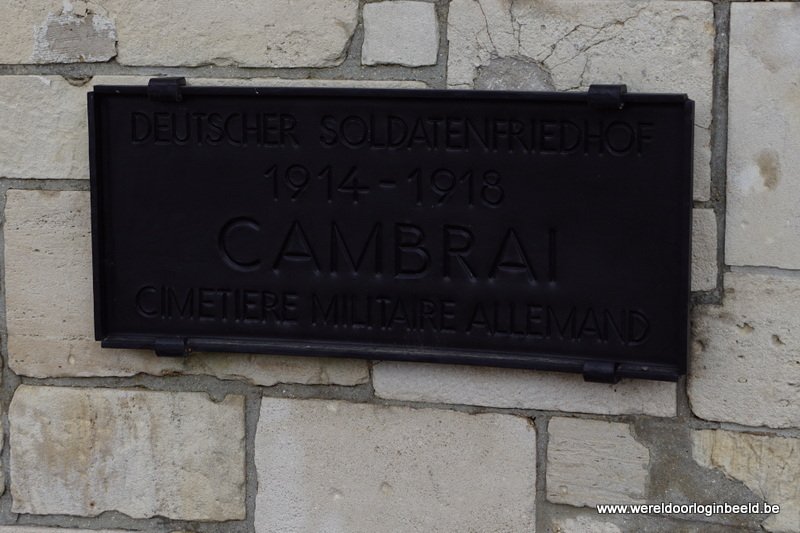 DEUTSCHER SOLDATENFRIEDHOF
1914-1918
CAMBRAI
CIMETIERE MILITAIRE ALLEMAND
www.wereldoorloginbeeld.be